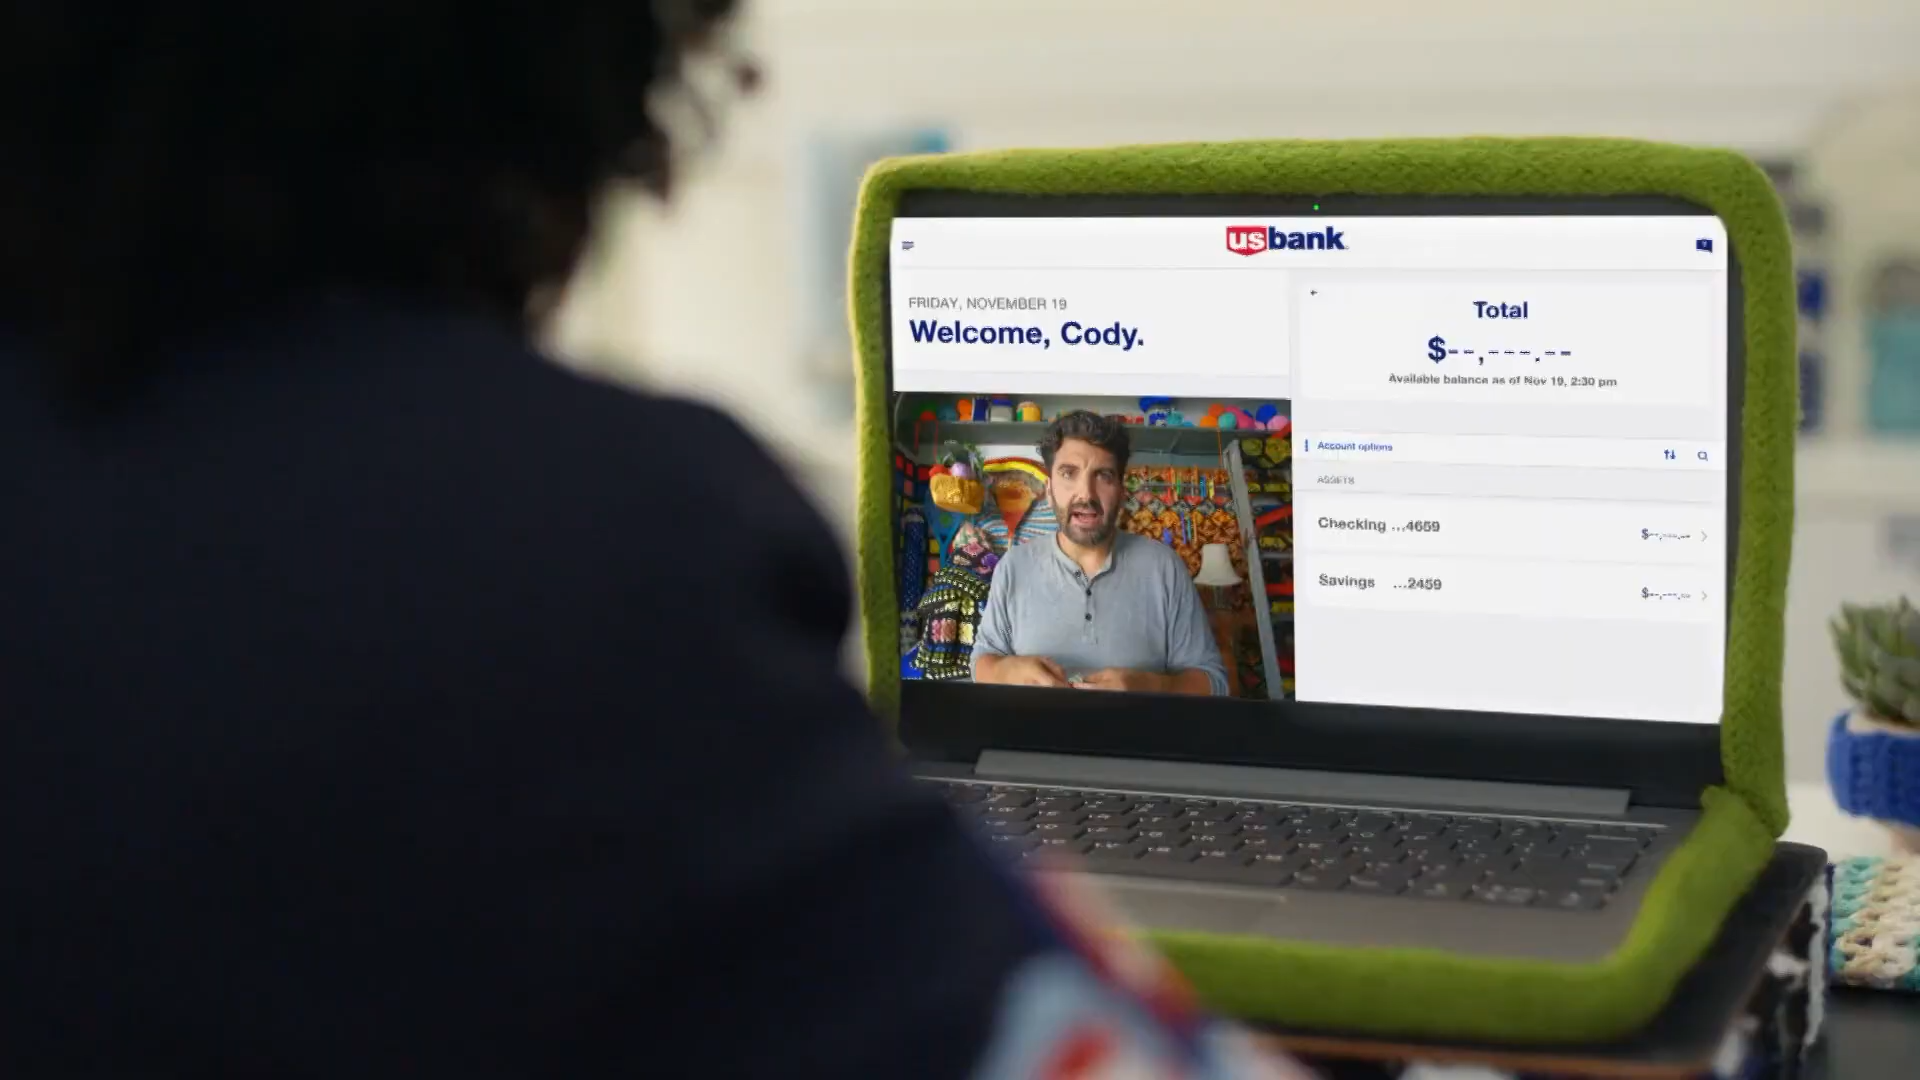 usbank
FRIDAY, NOVEMBER 19
Welcome, Cody.
Total
$--,---.--
Available balance as of Nov 19, 2:30 pm
Account options
ASSETS
Checking ...4659
$--,---.--
Savings ...2459
$--,---.--